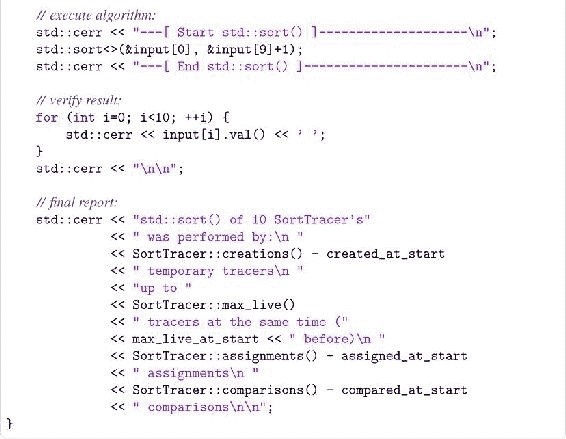 // execute algorithm:
std::cerr << "---[ Start std::sort() ]----------------------\n";
std::sort<>(&input[0], &input[9]+1);
std::cerr << "---[ End std::sort() ]------------------------\n";
// verify result:
for (int i=0; i<10; ++i) {
std::cerr << input[i].val() << ' ';
}
std::cerr << "\n\n";
// final report:
std::cerr << "std::sort() of 10 SortTracer's"
<< " was performed by:\n "
<< SortTracer::creations() - created_at_start
<< " temporary tracers\n "
<< "up to "
<< SortTracer::max_live()
<< " tracers at the same time ("
<< max_live_at_start << " before)\n "
<< SortTracer::assignments() - assigned_at_start
<< " assignments\n "
<< SortTracer::comparisons() - compared_at_start
<< " comparisons\n\n";
}